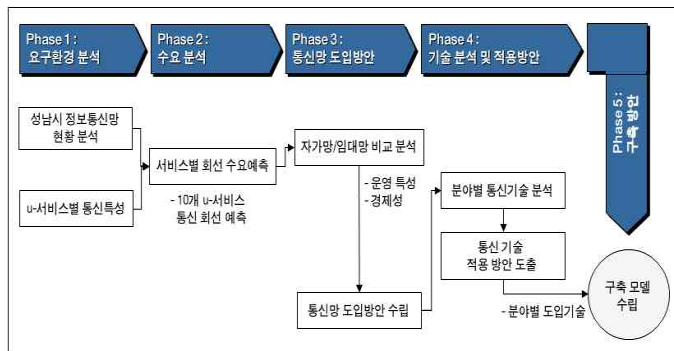 Phase 1 :
요구환경 분석
Phase 2 :
수요 분석
Phase 3 :
통신망 도입방안
Phase 4 :
기술 분석 및 적용방안
Phase 5 :
구축 방안
성남시 정보통신망
현황 분석
u-서비스별 통신특성
서비스별 회선 수요예측
- 10개 u-서비스
통신 회선 예측
자가망/임대망 비교 분석
- 운영 특성
- 경제성
통신망 도입방안 수립
분야별 통신기술 분석
통신 기술
적용 방안 도출
- 분야별 도입기술
구축 모델
수립